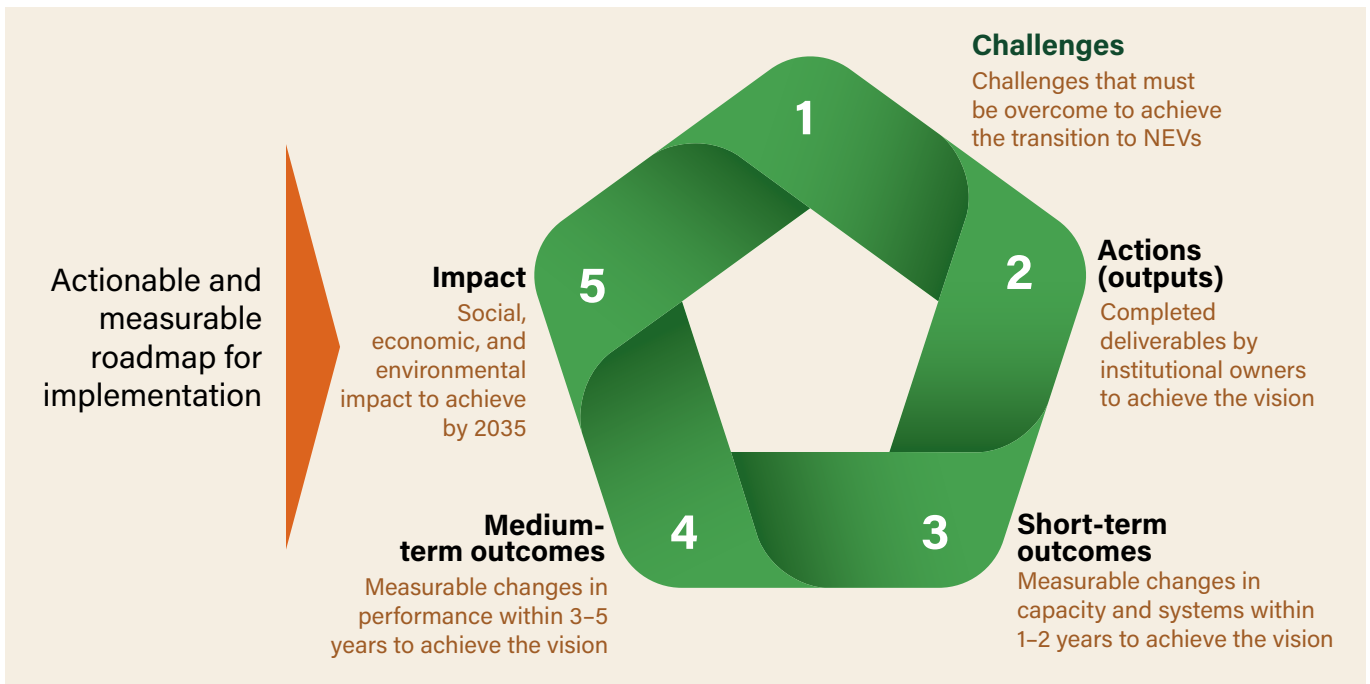 Actionable and
measurable
roadmap for
implementation
1
Challenges
Challenges that must
be overcome to achieve
the transition to NEVs
2
Actions
(outputs)
Completed
deliverables by
institutional owners
to achieve the vision
3
Short-term
outcomes
Measurable changes in
capacity and systems within
1–2 years to achieve the vision
4
Medium-
term outcomes
Measurable changes in
performance within 3–5
years to achieve the vision
5
Impact
Social,
economic, and
environmental
impact to achieve
by 2035